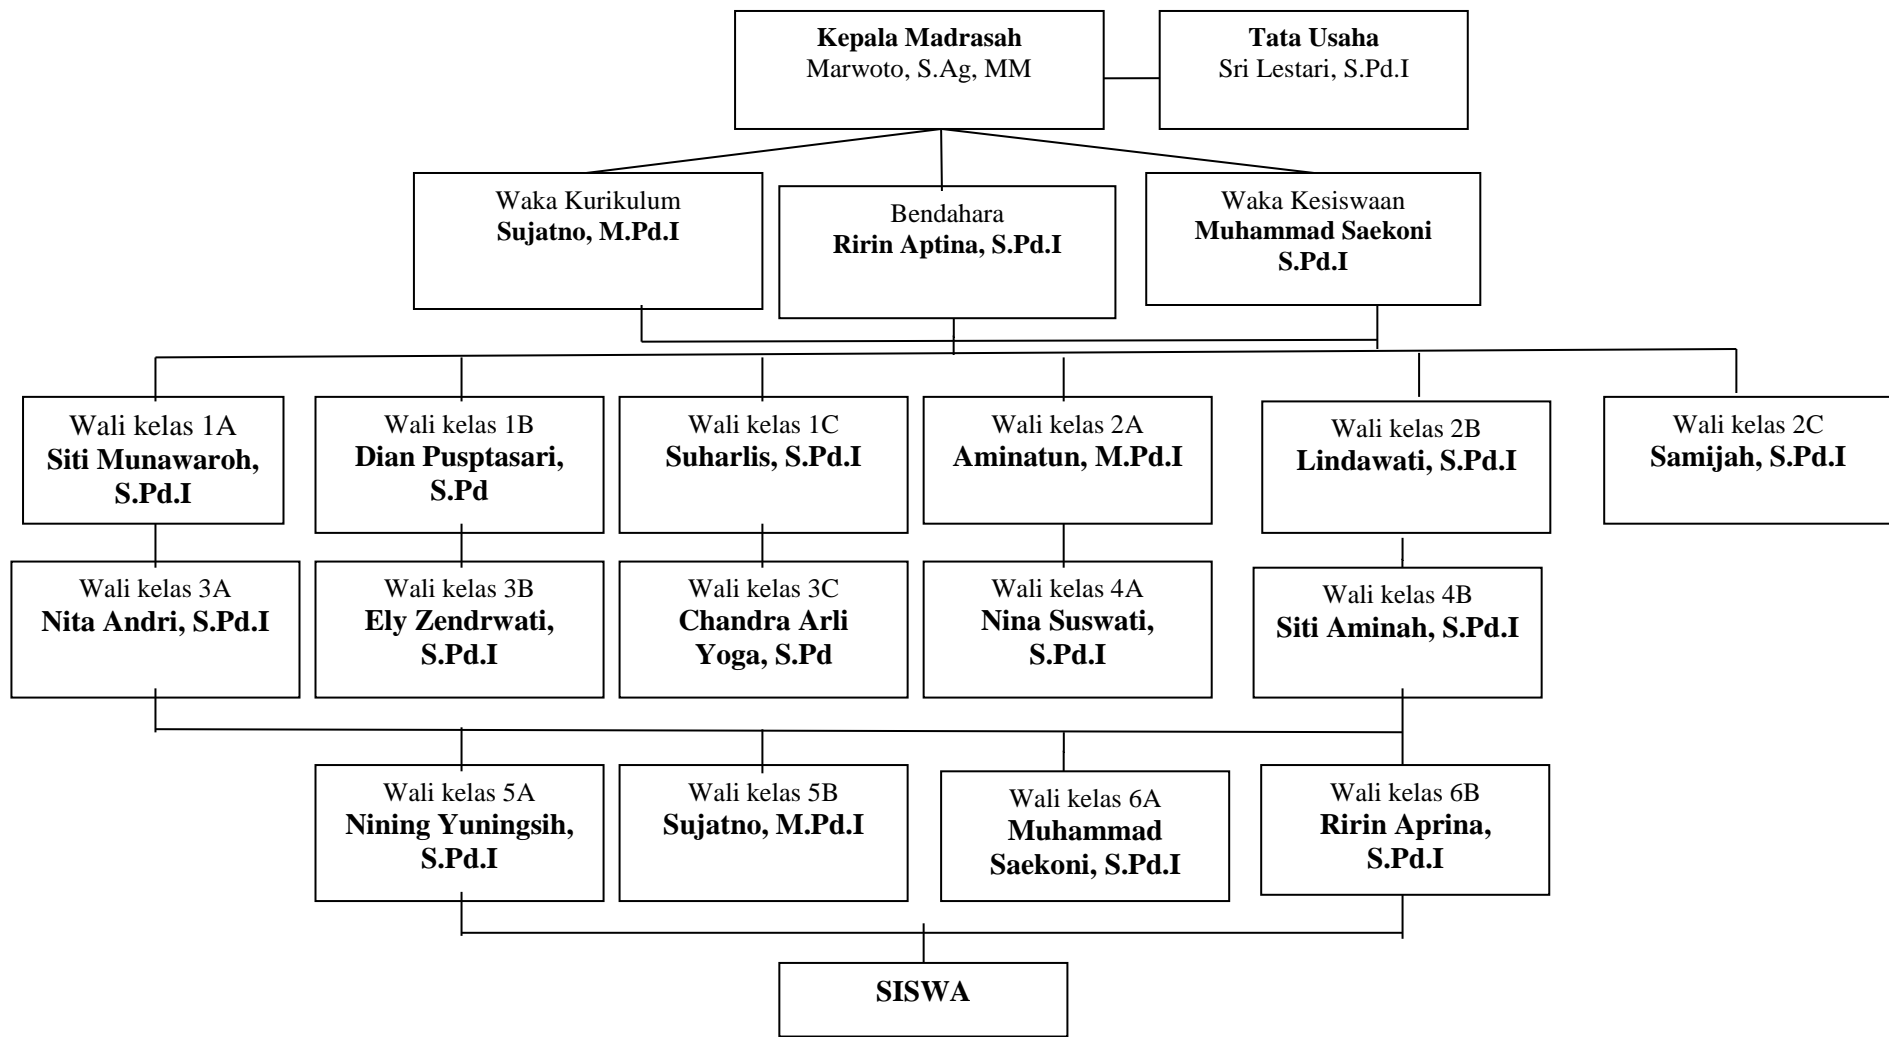 Kepala Madrasah
Marwoto, S.Ag, MM
Tata Usaha
Sri Lestari, S.Pd.I
Waka Kurikulum
Sujatno, M.Pd.I
Bendahara
Ririn Aptina, S.Pd.I
Waka Kesiswaan
Muhammad Saekoni
S.Pd.I
Wali kelas 1A
Siti Munawaroh,
S.Pd.I
Wali kelas 1B
Dian Pusptasari,
S.Pd
Wali kelas 1C
Suharlis, S.Pd.I
Wali kelas 2A
Aminatun, M.Pd.I
Wali kelas 2B
Lindawati, S.Pd.I
Wali kelas 2C
Samijah, S.Pd.I
Wali kelas 3A
Nita Andri, S.Pd.I
Wali kelas 3B
Ely Zendrwati,
S.Pd.I
Wali kelas 3C
Chandra Arli
Yoga, S.Pd
Wali kelas 4A
Nina Suswati,
S.Pd.I
Wali kelas 4B
Siti Aminah, S.Pd.I
Wali kelas 5A
Nining Yuningsih,
S.Pd.I
Wali kelas 5B
Sujatno, M.Pd.I
Wali kelas 6A
Muhammad
Saekoni, S.Pd.I
Wali kelas 6B
Ririn Aprina,
S.Pd.I
SISWA